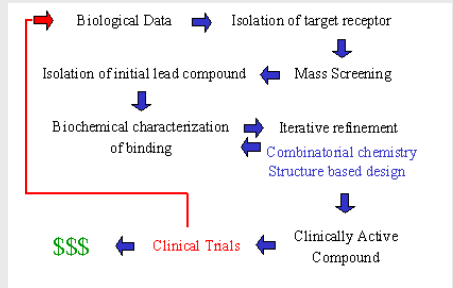 Biological Data
Isolation of target receptor
Isolation of initial lead compound
Mass Screening
Biochemical characterization
of binding
Iterative refinement
Combinatorial chemistry
Structure based design
$$$
Clinical Trials
Clinically Active
Compound